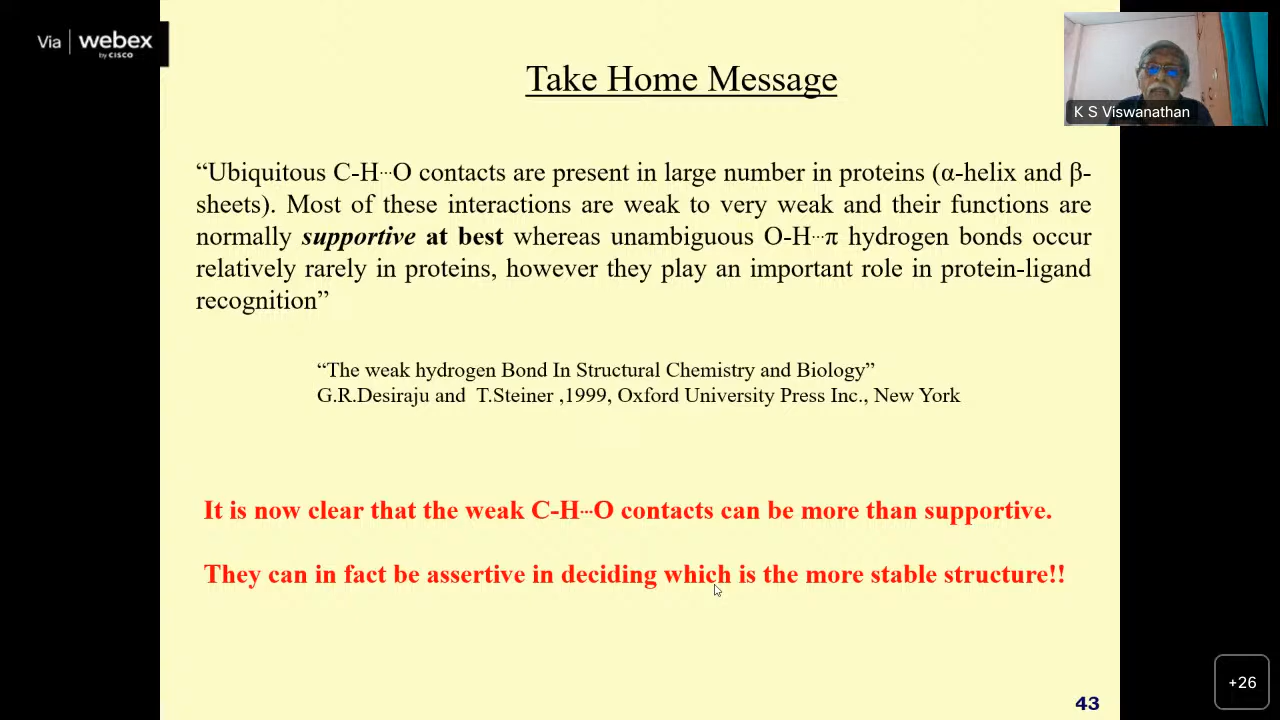 Via | webex
by CISCO
Take Home Message
K S Viswanathan
“Ubiquitous C-H···O contacts are present in large number in proteins (α-helix and β-
sheets). Most of these interactions are weak to very weak and their functions are
normally supportive at best whereas unambiguous O-H···π hydrogen bonds occur
relatively rarely in proteins, however they play an important role in protein-ligand
recognition”
“The weak hydrogen Bond In Structural Chemistry and Biology”
G.R.Desiraju and T.Steiner ,1999, Oxford University Press Inc., New York
It is now clear that the weak C-H···O contacts can be more than supportive.
They can in fact be assertive in deciding which is the more stable structure!!
+26
43